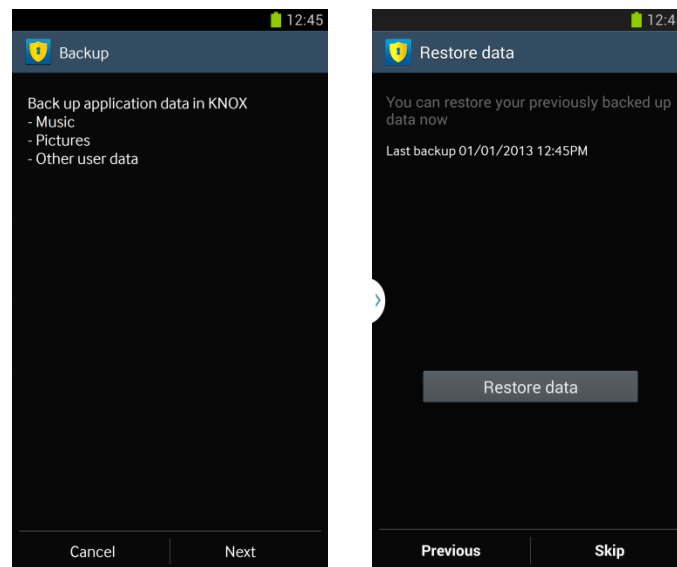 12:45
Backup
Back up application data in KNOX
- Music
- Pictures
- Other user data
Cancel Next
12:4
Restore data
You can restore your previously backed up
data now
Last backup 01/01/2013 12:45PM
Restore data
Previous Skip